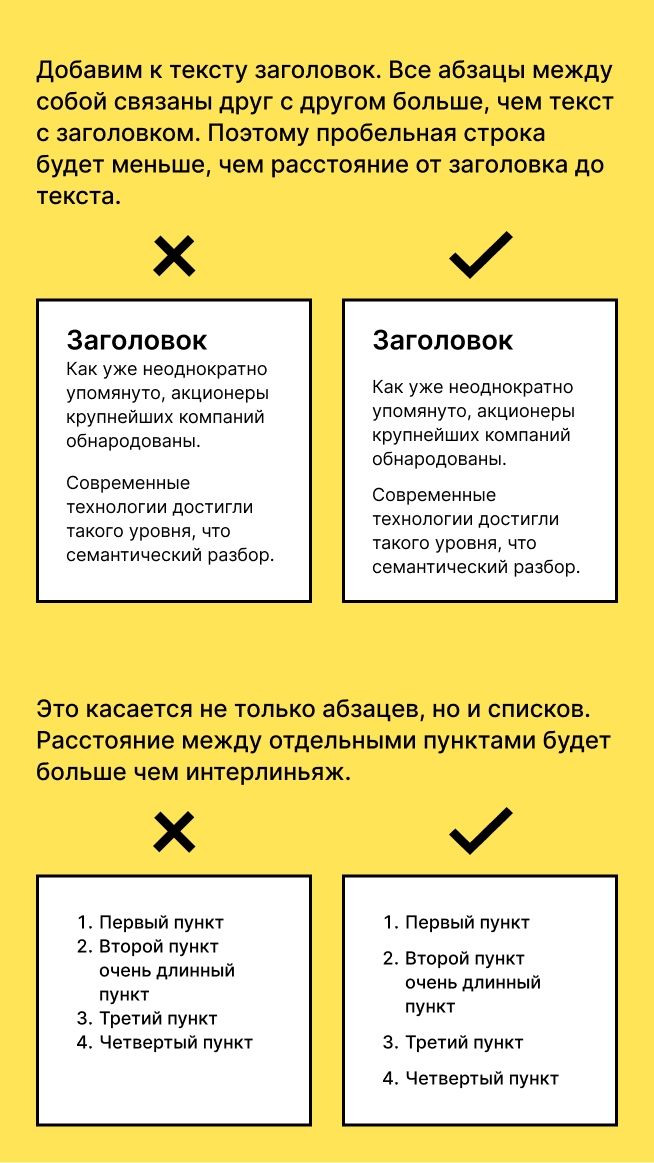 Добавим к тексту заголовок. Все абзацы между
собой связаны друг с другом больше, чем текст
с заголовком. Поэтому пробельная строка
будет меньше, чем расстояние от заголовка до
текста.
Заголовок
Как уже неоднократно
упомянуто, акционеры
крупнейших компаний
обнародованы.
Современные
технологии достигли
такого уровня, что
семантический разбор.
Заголовок
Как уже неоднократно
упомянуто, акционеры
крупнейших компаний
обнародованы.
Современные
технологии достигли
такого уровня, что
семантический разбор.
Это касается не только абзацев, но и списков.
Расстояние между отдельными пунктами будет
больше чем интерлиньяж.
1. Первый пункт
2. Второй пункт
очень длинный
пункт
3. Третий пункт
4. Четвертый пункт
1. Первый пункт
2. Второй пункт
очень длинный
пункт
3. Третий пункт
4. Четвертый пункт